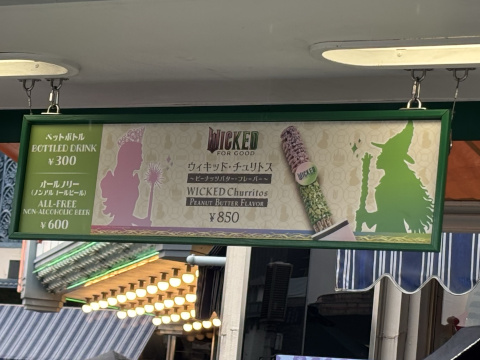 ペットボトル
BOTTLED DRINK
¥300
オールフリー
(ノンアルコールビール)
ALL-FREE
NON-ALCOHOLIC BEER
¥600
WICKED
FOR GOOD
ウィキッド・チュリトス
~ピーナッツバター・フレーバー~
WICKED Churritos
PEANUT BUTTER FLAVOR
¥850
WICKED